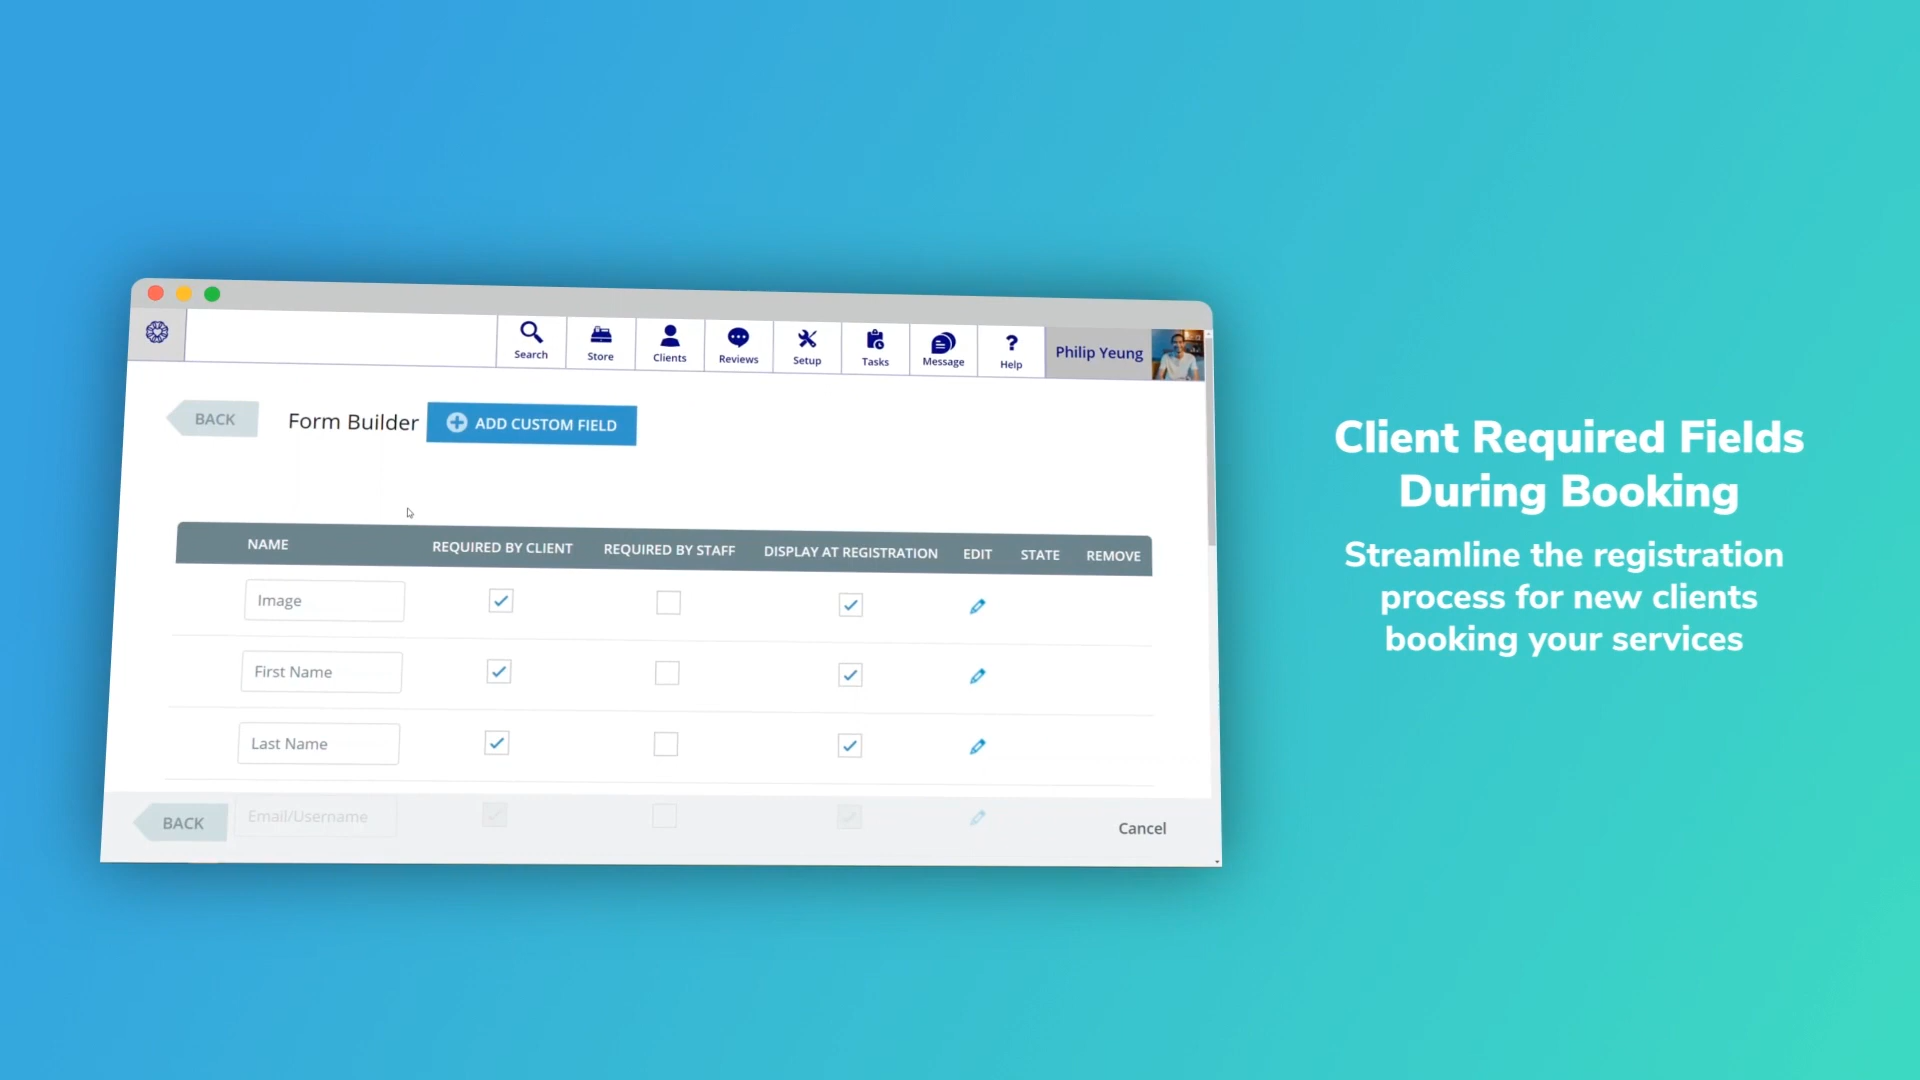 Search
Store
Clients
Reviews
Setup
Tasks
Message
Help
Philip Yeung
BACK
Form Builder
ADD CUSTOM FIELD
NAME
REQUIRED BY CLIENT
REQUIRED BY STAFF
DISPLAY AT REGISTRATION
EDIT
STATE
REMOVE
Image
First Name
Last Name
Email/Username
BACK
Cancel
Client Required Fields
During Booking
Streamline the registration
process for new clients
booking your services